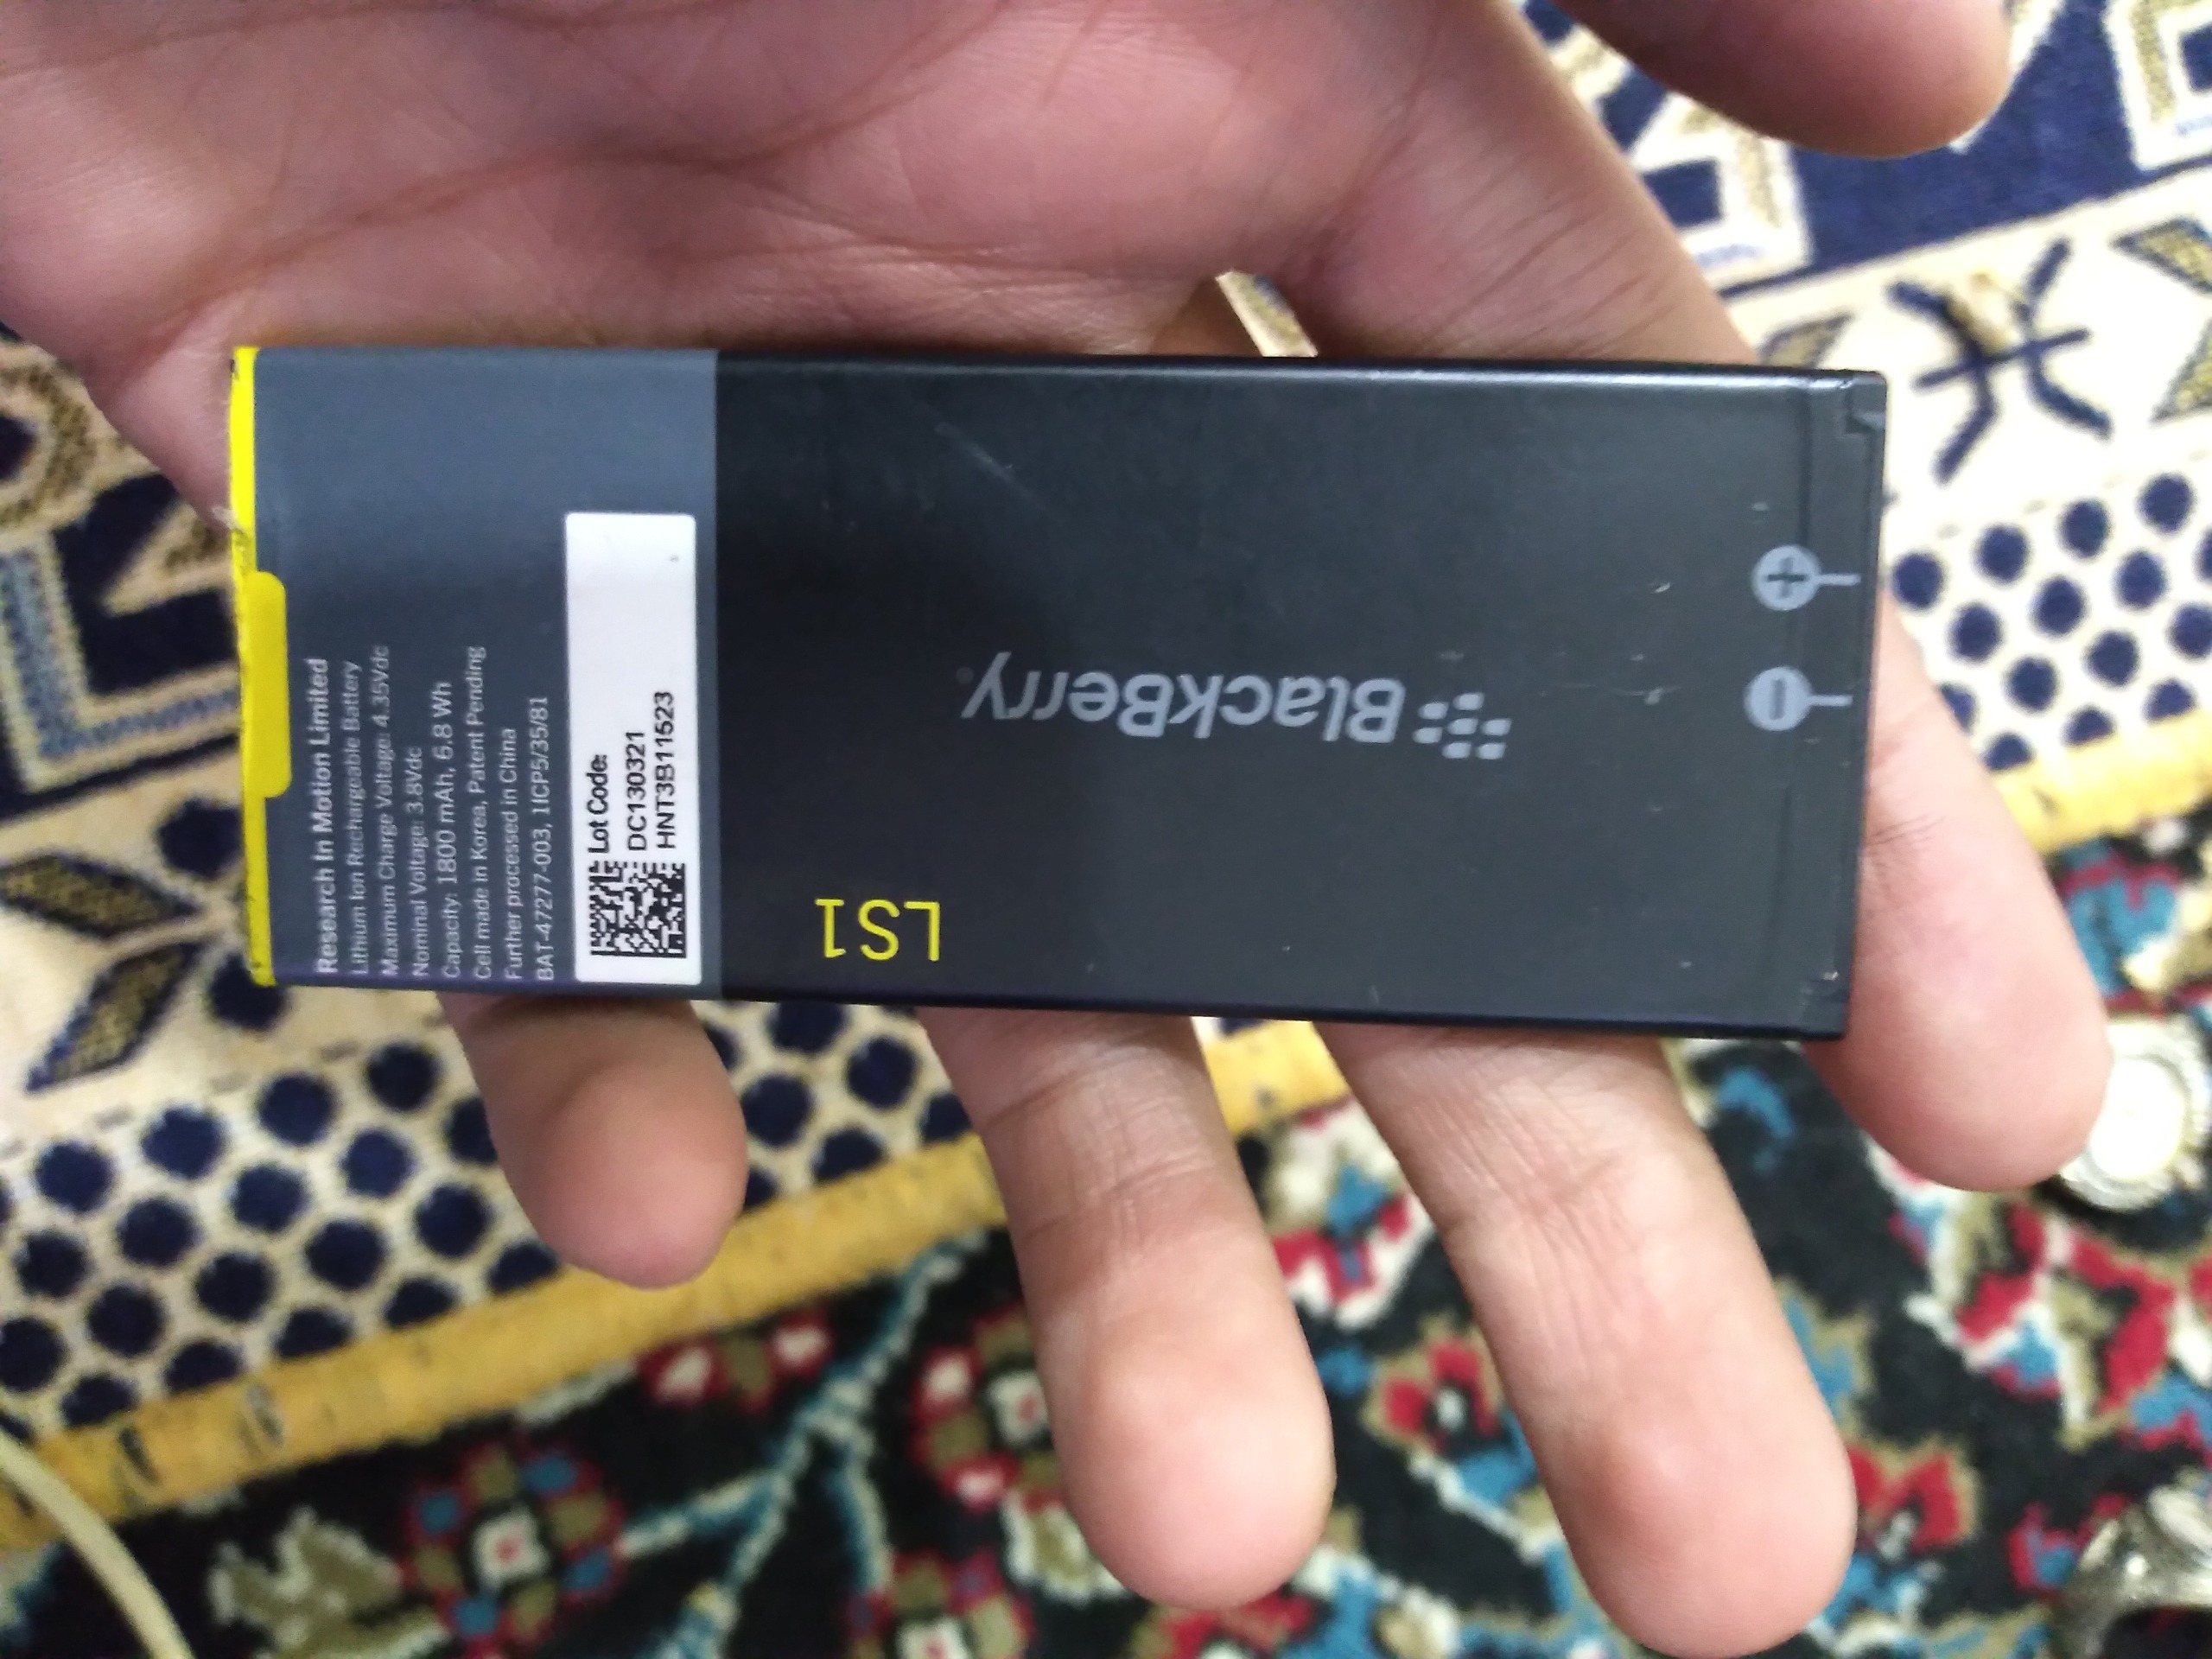 Research In Motion Limited
Lithium Ion Rechargeable Battery
Maximum Charge Voltage: 4.35Vdc
Nominal Voltage: 3.8Vdc
Capacity: 1800 mAh, 6.8 Wh
Cell made in Korea, Patent Pending
Further processed in China
BAT-47277-003, 1ICP5/35/81
Lot Code:
DC130321
HNT3B11523
LS1
BlackBerry
+
-